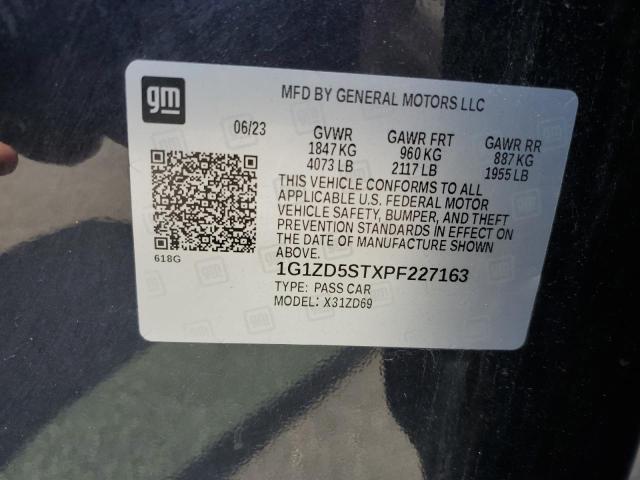 gm
MFD BY GENERAL MOTORS LLC
06/23 GVWR GAWR FRT GAWR RR
1847 KG 960 KG 887 KG
4073 LB 2117 LB 1955 LB
THIS VEHICLE CONFORMS TO ALL
APPLICABLE U.S. FEDERAL MOTOR
VEHICLE SAFETY, BUMPER, AND THEFT
PREVENTION STANDARDS IN EFFECT ON
THE DATE OF MANUFACTURE SHOWN
ABOVE.
618G
1G1ZD5STXPF227163
TYPE: PASS CAR
MODEL: X31ZD69